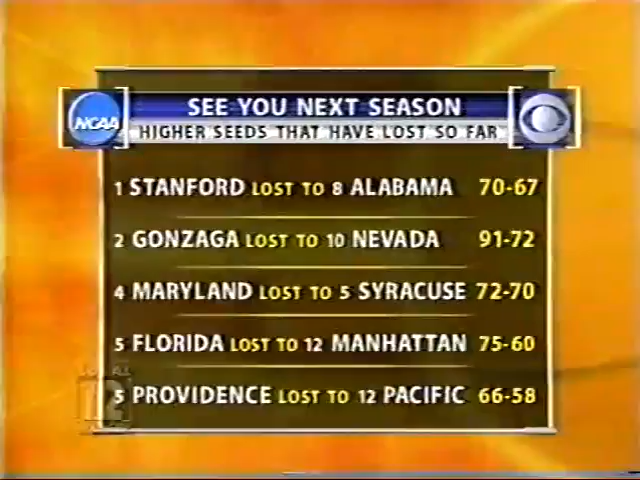 NCAA
SEE YOU NEXT SEASON
HIGHER SEEDS THAT HAVE LOST SO FAR
1 STANFORD LOST TO 8 ALABAMA 70-67
2 GONZAGA LOST TO 10 NEVADA 91-72
4 MARYLAND LOST TO 5 SYRACUSE 72-70
5 FLORIDA LOST TO 12 MANHATTAN 75-60
5 PROVIDENCE LOST TO 12 PACIFIC 66-58
12